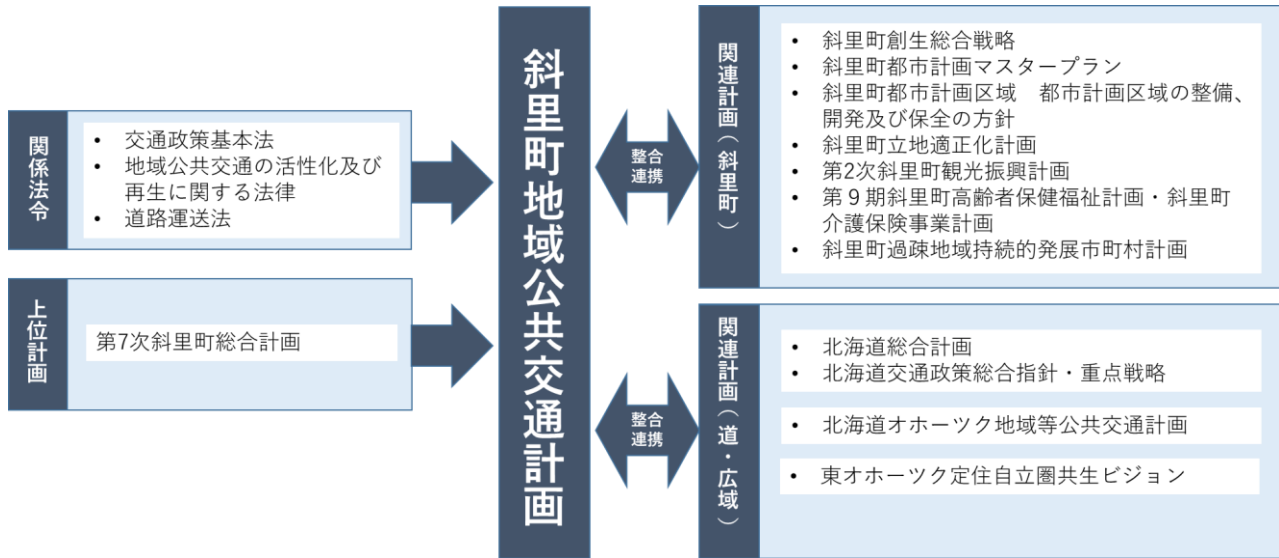 関係法令
• 交通政策基本法
• 地域公共交通の活性化及び
再生に関する法律
• 道路運送法
上位計画
第7次斜里町総合計画
斜里町地域公共交通計画
整合
連携
関連計画(斜里町)
• 斜里町創生総合戦略
• 斜里町都市計画マスタープラン
• 斜里町都市計画区域　都市計画区域の整備、
開発及び保全の方針
• 斜里町立地適正化計画
• 第2次斜里町観光振興計画
• 第９期斜里町高齢者保健福祉計画・斜里町
介護保険事業計画
• 斜里町過疎地域持続的発展市町村計画
整合
連携
関連計画(道・広域)
• 北海道総合計画
• 北海道交通政策総合指針・重点戦略
• 北海道オホーツク地域等公共交通計画
• 東オホーツク定住自立圏共生ビジョン